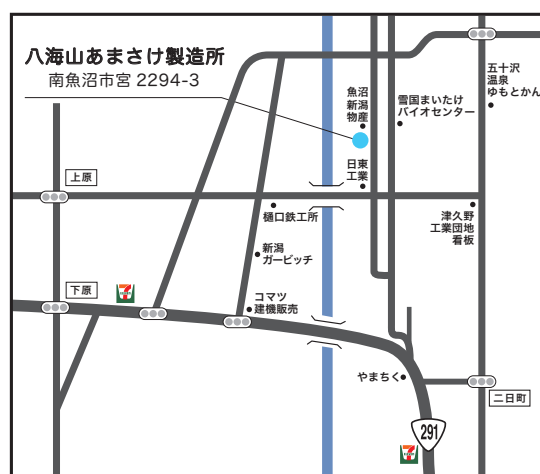 八海山あまさけ製造所
南魚沼市宮 2294-3
魚沼
新潟
物産
雪国まいたけ
バイオセンター
五十沢
温泉
ゆもとかん
日東
工業
上原
樋口鉄工所
津久野
工業団地
看板
新潟
ガービッチ
下原
コマツ
建機販売
やまちく
二日町
291